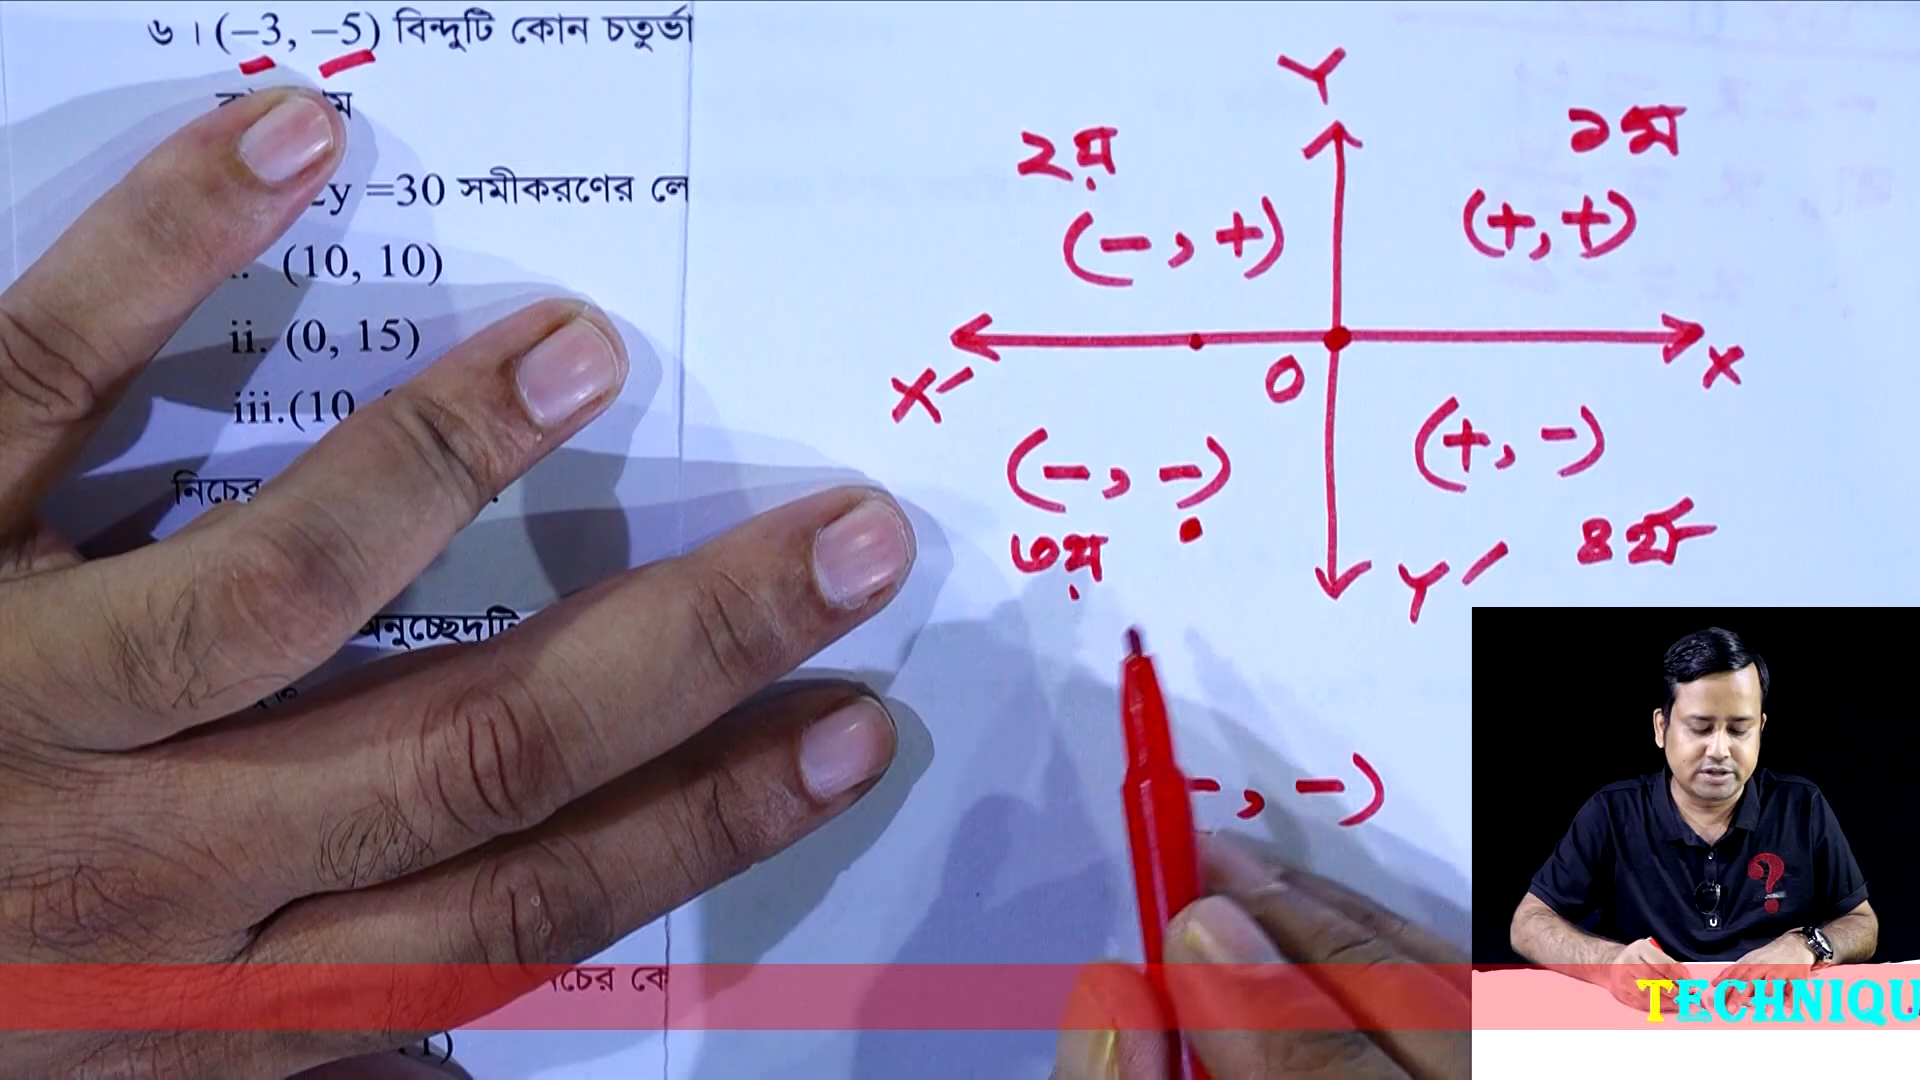 ৬। (−3, −5) বিন্দুটি কোন চতুর্ভা
y =30 সমীকরণের লে
(10, 10)
ii. (0, 15)
iii.(10,
নিচের
অনুচ্ছেদটি
নিচের কে
Y
২য়
১ম
(-, +)
(+, +)
X′
O
X
(-, -)
(+, -)
৩য়
৪র্থ
Y′
-, -)
?
TECHNIQU